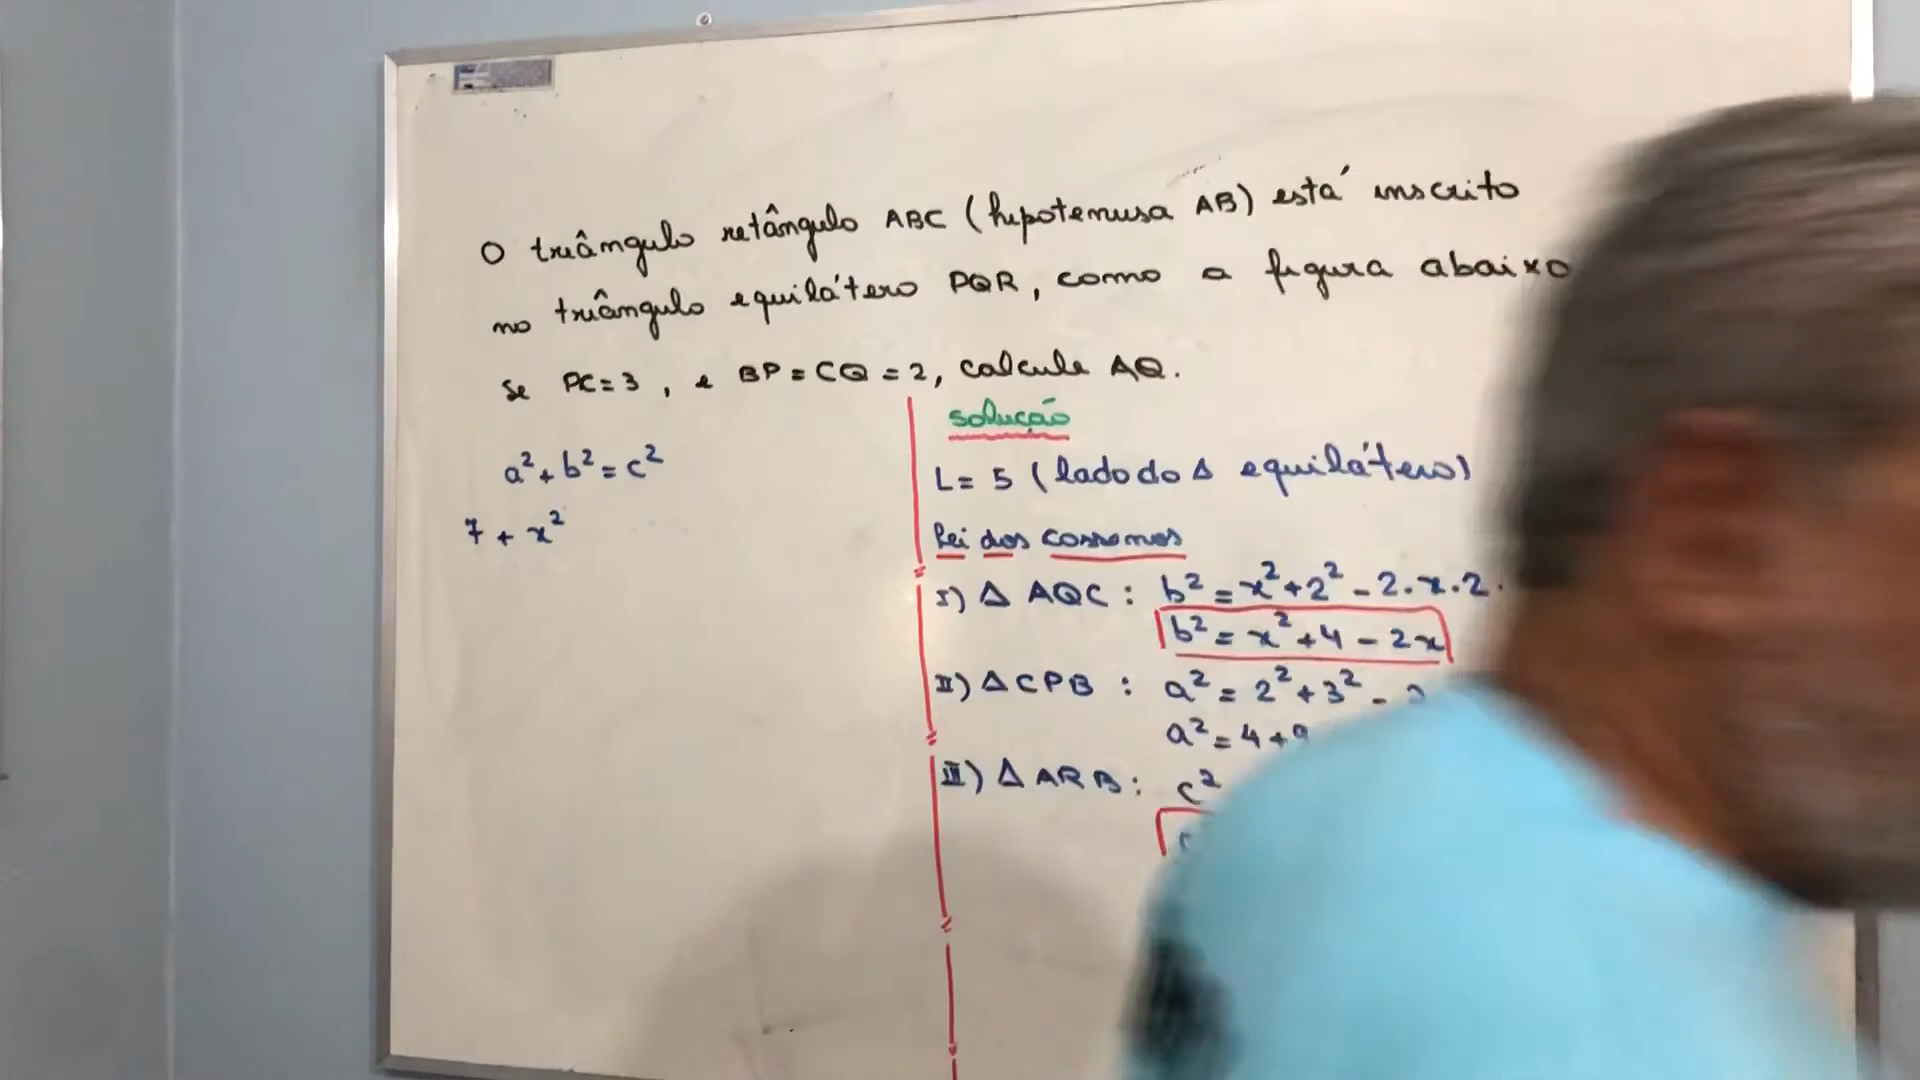 O triângulo retângulo ABC (hipotenusa AB) está inscrito
no triângulo equilátero PQR, como a figura abaixo
se PC = 3, e BP = CQ = 2, calcule AQ.
a² + b² = c²
7 + x²
solução
L = 5 (lado do Δ equilátero)
Lei dos cossenos
I) Δ AQC : b² = x² + 2² - 2.x.2.
b² = x² + 4 - 2x
II) Δ CPB : a² = 2² + 3² -
a² = 4 + 9
III) Δ ARB : c²